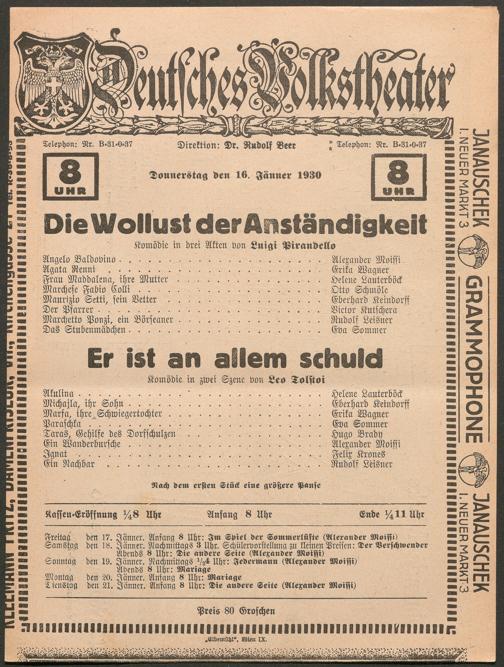 Deutsches Volkstheater
Telephon: Nr. B-31-0-37 Direktion: Dr. Rudolf Beer Telephon: Nr. B-31-0-37
8 UHR Donnerstag den 16. Jänner 1930 8 UHR
Die Wollust der Anständigkeit
Komödie in drei Akten von Luigi Pirandello
Angelo Baldovino Alexander Moissi
Agata Renni Erika Wagner
Frau Maddalena, ihre Mutter Helene Lauterböck
Marchese Fabio Colli Otto Schmöle
Maurizio Setti, sein Vetter Eberhard Keindorff
Der Pfarrer Victor Kutschera
Marchetto Ponzi, ein Börseaner Rudolf Leisner
Das Stubenmädchen Eva Sommer
Er ist an allem schuld
Komödie in zwei Szene von Leo Tolstoi
Akulina Helene Lauterböck
Michajla, ihr Sohn Eberhard Keindorff
Marfa, ihre Schwiegertochter Erika Wagner
Paraschka Eva Sommer
Taras, Gehilfe des Dorfschulzen Hugo Brady
Ein Wanderbursche Alexander Moissi
Ignat Felix Krones
Ein Nachbar Rudolf Leisner
Nach dem ersten Stück eine größere Pause
Kassen-Eröffnung ¼8 Uhr Anfang 8 Uhr Ende ¼11 Uhr
Freitag den 17. Jänner. Anfang 8 Uhr: Im Spiel der Sommerlüfte (Alexander Moissi)
Samstag den 18. Jänner. Nachmittags 3 Uhr. Schülervorstellung zu kleinen Preisen: Der Verschwender
Abends 8 Uhr: Die andere Seite (Alexander Moissi)
Sonntag den 19. Jänner. Nachmittags ¼4 Uhr: Jedermann (Alexander Moissi)
Abends 8 Uhr: Mariage
Montag den 20. Jänner. Anfang 8 Uhr: Mariage
Dienstag den 21. Jänner. Anfang 8 Uhr: Die andere Seite (Alexander Moissi)
Preis 80 Groschen
„Elbemühl“, Wien IX.
JANAUSCHEK
I. NEUER MARKT 3
GRAMMOPHONE
JANAUSCHEK
I. NEUER MARKT 3